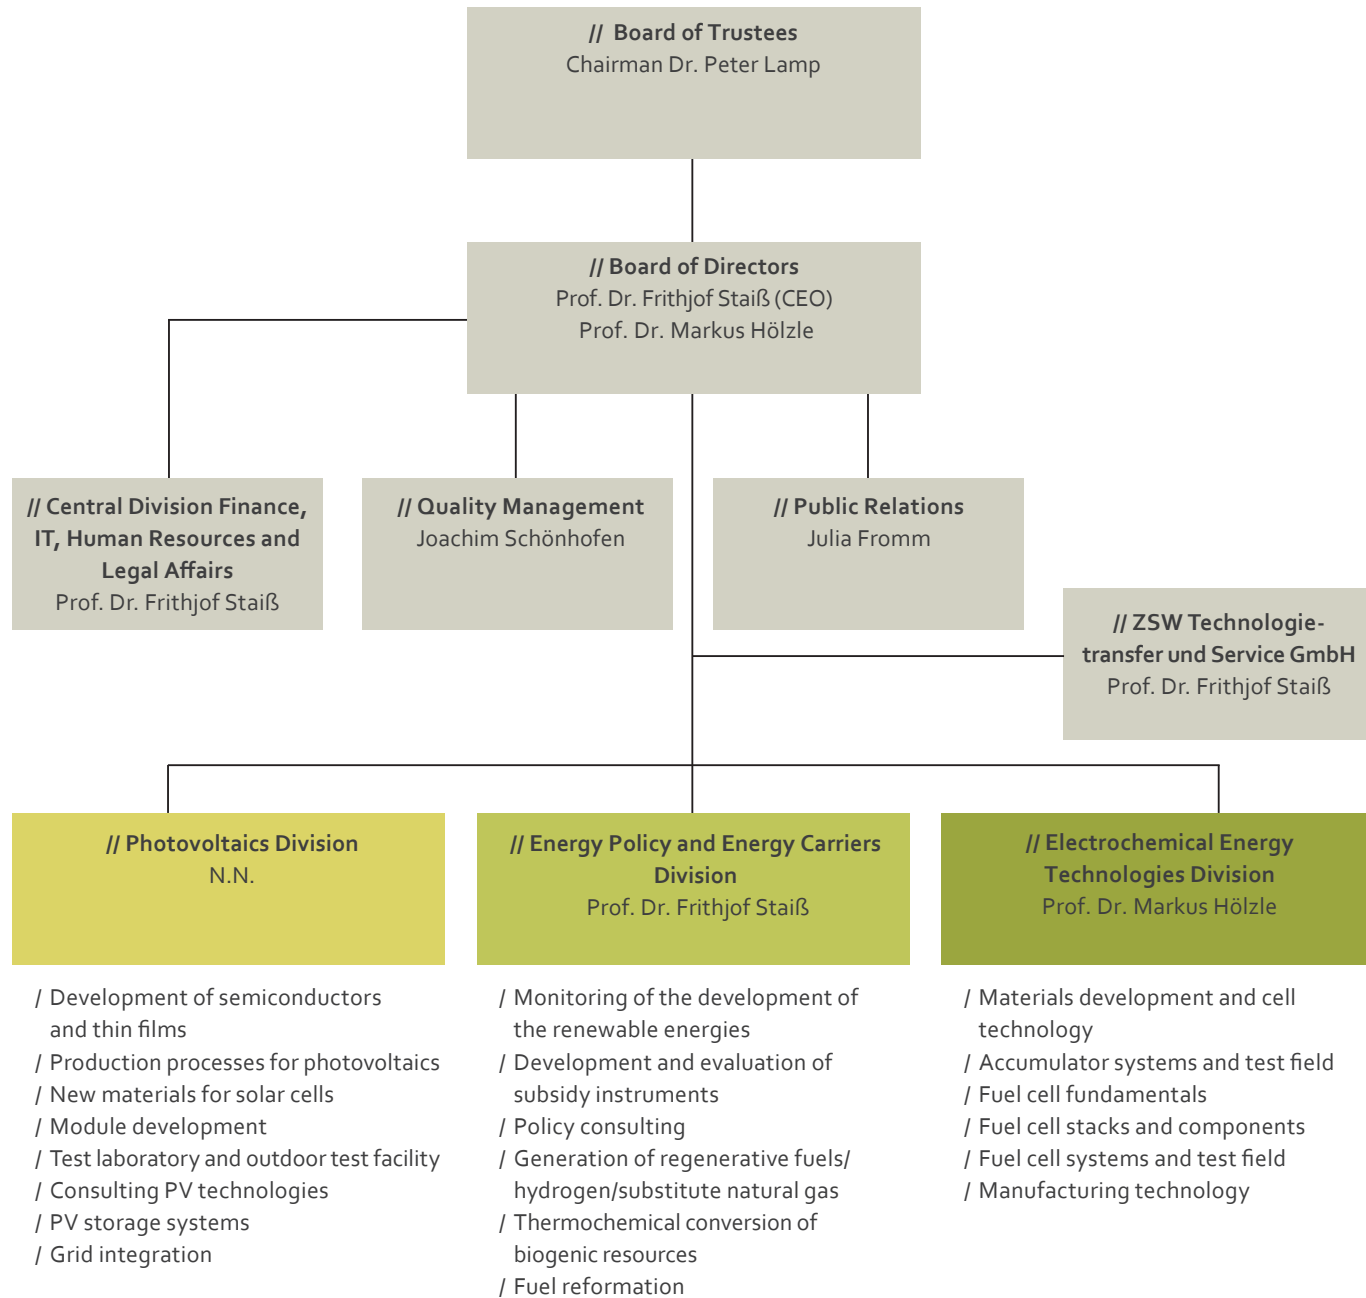 // Board of Trustees
Chairman Dr. Peter Lamp
// Board of Directors
Prof. Dr. Frithjof Staiß (CEO)
Prof. Dr. Markus Hölzle
// Central Division Finance,
IT, Human Resources and
Legal Affairs
Prof. Dr. Frithjof Staiß
// Quality Management
Joachim Schönhofen
// Public Relations
Julia Fromm
// ZSW Technologie-
transfer und Service GmbH
Prof. Dr. Frithjof Staiß
// Photovoltaics Division
N.N.
/ Development of semiconductors
and thin films
/ Production processes for photovoltaics
/ New materials for solar cells
/ Module development
/ Test laboratory and outdoor test facility
/ Consulting PV technologies
/ PV storage systems
/ Grid integration
// Energy Policy and Energy Carriers
Division
Prof. Dr. Frithjof Staiß
/ Monitoring of the development of
the renewable energies
/ Development and evaluation of
subsidy instruments
/ Policy consulting
/ Generation of regenerative fuels/
hydrogen/substitute natural gas
/ Thermochemical conversion of
biogenic resources
/ Fuel reformation
// Electrochemical Energy
Technologies Division
Prof. Dr. Markus Hölzle
/ Materials development and cell
technology
/ Accumulator systems and test field
/ Fuel cell fundamentals
/ Fuel cell stacks and components
/ Fuel cell systems and test field
/ Manufacturing technology